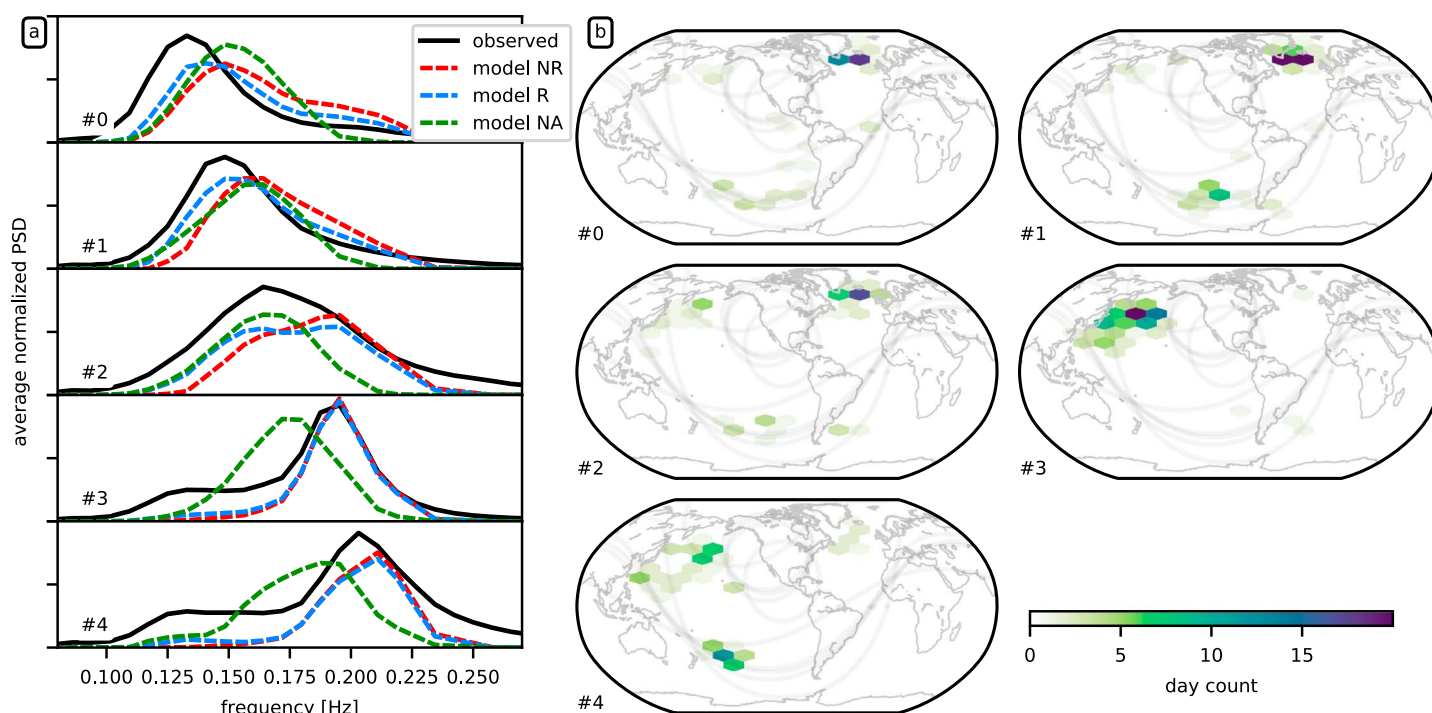 a
observed
model NR
model R
model NA
#0
#1
#2
#3
#4
average normalized PSD
0.100 0.125 0.150 0.175 0.200 0.225 0.250
frequency [Hz]
b
#0
#1
#2
#3
#4
0 5 10 15
day count